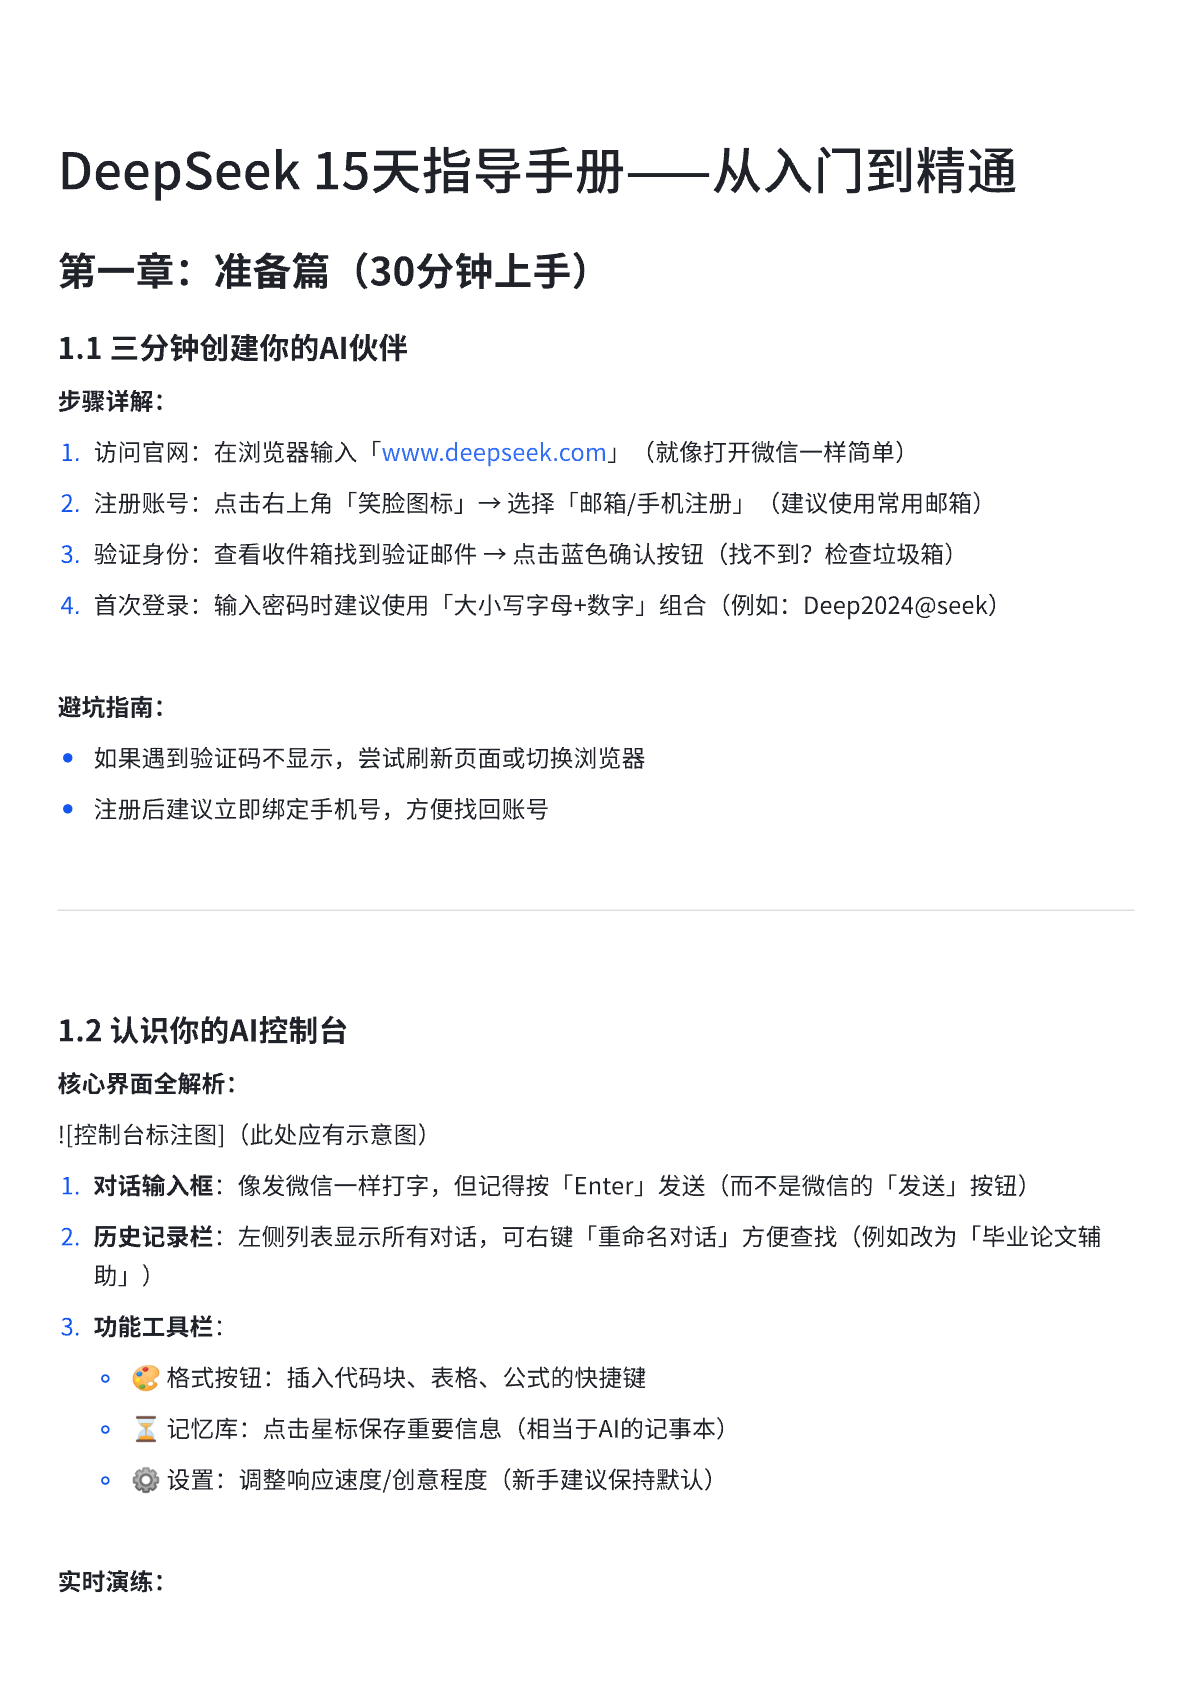 DeepSeek 15天指导手册——从入门到精通
第一章：准备篇（30分钟上手）
1.1 三分钟创建你的AI伙伴
步骤详解：
1. 访问官网：在浏览器输入「www.deepseek.com」（就像打开微信一样简单）
2. 注册账号：点击右上角「笑脸图标」→ 选择「邮箱/手机注册」（建议使用常用邮箱）
3. 验证身份：查看收件箱找到验证邮件 → 点击蓝色确认按钮（找不到？检查垃圾箱）
4. 首次登录：输入密码时建议使用「大小写字母+数字」组合（例如：Deep2024@seek）
避坑指南：
• 如果遇到验证码不显示，尝试刷新页面或切换浏览器
• 注册后建议立即绑定手机号，方便找回账号
1.2 认识你的AI控制台
核心界面全解析：
![控制台标注图]（此处应有示意图）
1. 对话输入框：像发微信一样打字，但记得按「Enter」发送（而不是微信的「发送」按钮）
2. 历史记录栏：左侧列表显示所有对话，可右键「重命名对话」方便查找（例如改为「毕业论文辅
助」）
3. 功能工具栏：
◦ 🎨 格式按钮：插入代码块、表格、公式的快捷键
◦ ⏳ 记忆库：点击星标保存重要信息（相当于AI的记事本）
◦ ⚙️ 设置：调整响应速度/创意程度（新手建议保持默认）
实时演练：